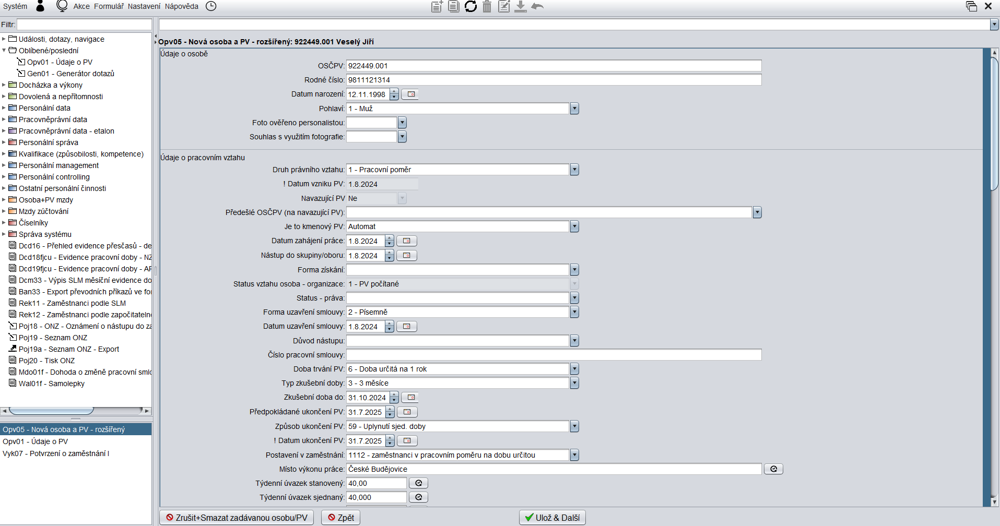 Systém Akce Formulář Nastavení Nápověda
Filtr:
Události, dotazy, navigace
Oblíbené/poslední
Opv01 - Údaje o PV
Gen01 - Generátor dotazů
Docházka a výkony
Dovolená a nepřítomnosti
Personální data
Pracovněprávní data
Pracovněprávní data - etalon
Personální správa
Kvalifikace (způsobilosti, kompetence)
Personální management
Personální controlling
Ostatní personální činnosti
Osoba+PV mzdy
Mzdy zúčtování
Číselníky
Správa systému
Dcd16 - Přehled evidence přesčasů - de
Dcd18fjcu - Evidence pracovní doby - NZ
Dcd19fjcu - Evidence pracovní doby - AF
Dcm33 - Výpis SLM měsíční evidence do
Ban33 - Export převodních příkazů ve for
Rek11 - Zaměstnanci podle SLM
Rek12 - Zaměstnanci podle započitateln
Poj18 - ONZ - Oznámení o nástupu do za
Poj19 - Seznam ONZ
Poj19a - Seznam ONZ - Export
Poj20 - Tisk ONZ
Mdo01f - Dohoda o změně pracovní smlo
Wal01f - Samolepky
Opv05 - Nová osoba a PV - rozšířený
Opv01 - Údaje o PV
Vyk07 - Potvrzení o zaměstnání I
Opv05 - Nová osoba a PV - rozšířený: 922449.001 Veselý Jiří
Údaje o osobě
OSČPV: 922449.001
Rodné číslo: 9811121314
Datum narození: 12.11.1998
Pohlaví: 1 - Muž
Foto ověřeno personalistou:
Souhlas s využitím fotografie:
Údaje o pracovním vztahu
Druh právního vztahu: 1 - Pracovní poměr
! Datum vzniku PV: 1.8.2024
Navazující PV Ne
Předešlé OSČPV (na navazující PV):
Je to kmenový PV: Automat
Datum zahájení práce: 1.8.2024
Nástup do skupiny/oboru: 1.8.2024
Forma získání:
Status vztahu osoba - organizace: 1 - PV počítané
Status - práva:
Forma uzavření smlouvy: 2 - Písemně
Datum uzavření smlouvy: 1.8.2024
Důvod nástupu:
Číslo pracovní smlouvy:
Doba trvání PV: 6 - Doba určitá na 1 rok
Typ zkušební doby: 3 - 3 měsíce
Zkušební doba do: 31.10.2024
Předpokládané ukončení PV: 31.7.2025
Způsob ukončení PV: 59 - Uplynutí sjed. doby
! Datum ukončení PV: 31.7.2025
Postavení v zaměstnání: 1112 - zaměstnanci v pracovním poměru na dobu určitou
Místo výkonu práce: České Budějovice
Týdenní úvazek stanovený: 40,00
Týdenní úvazek sjednaný: 40,000
Zrušit+Smazat zadávanou osobu/PV Zpět Ulož & Další